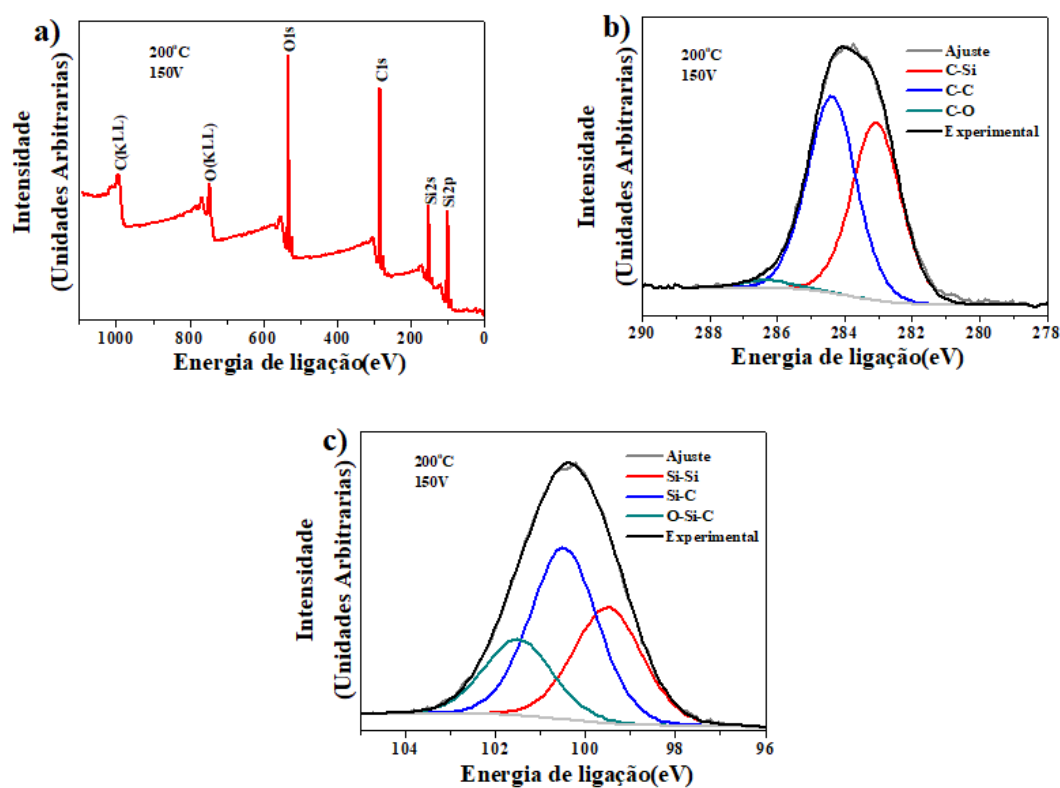 a)
200°C
150V
C(KLL)
O(KLL)
O1s
C1s
Si2s
Si2p
Intensidade
(Unidades Arbitrarias)
1000 800 600 400 200 0
Energia de ligação(eV)
b)
200°C
150V
Ajuste
C-Si
C-C
C-O
Experimental
Intensidade
(Unidades Arbitrarias)
290 288 286 284 282 280 278
Energia de ligação(eV)
c)
200°C
150V
Ajuste
Si-Si
Si-C
O-Si-C
Experimental
Intensidade
(Unidades Arbitrarias)
104 102 100 98 96
Energia de ligação(eV)